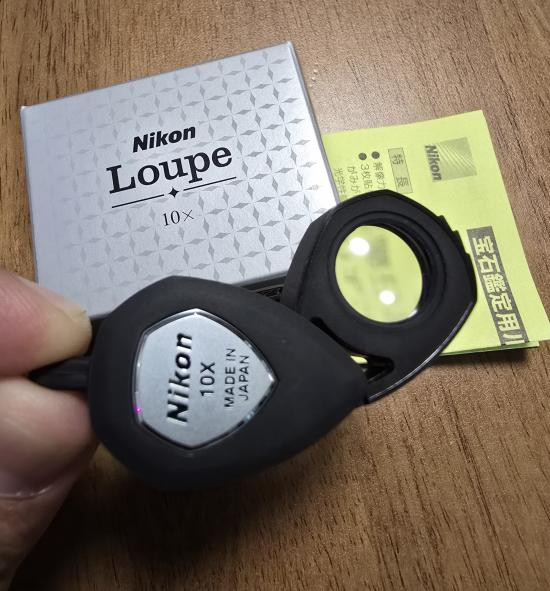 Nikon
Loupe
10×
Nikon
10X
MADE IN
JAPAN
Nikon
特長
宝石鑑定用